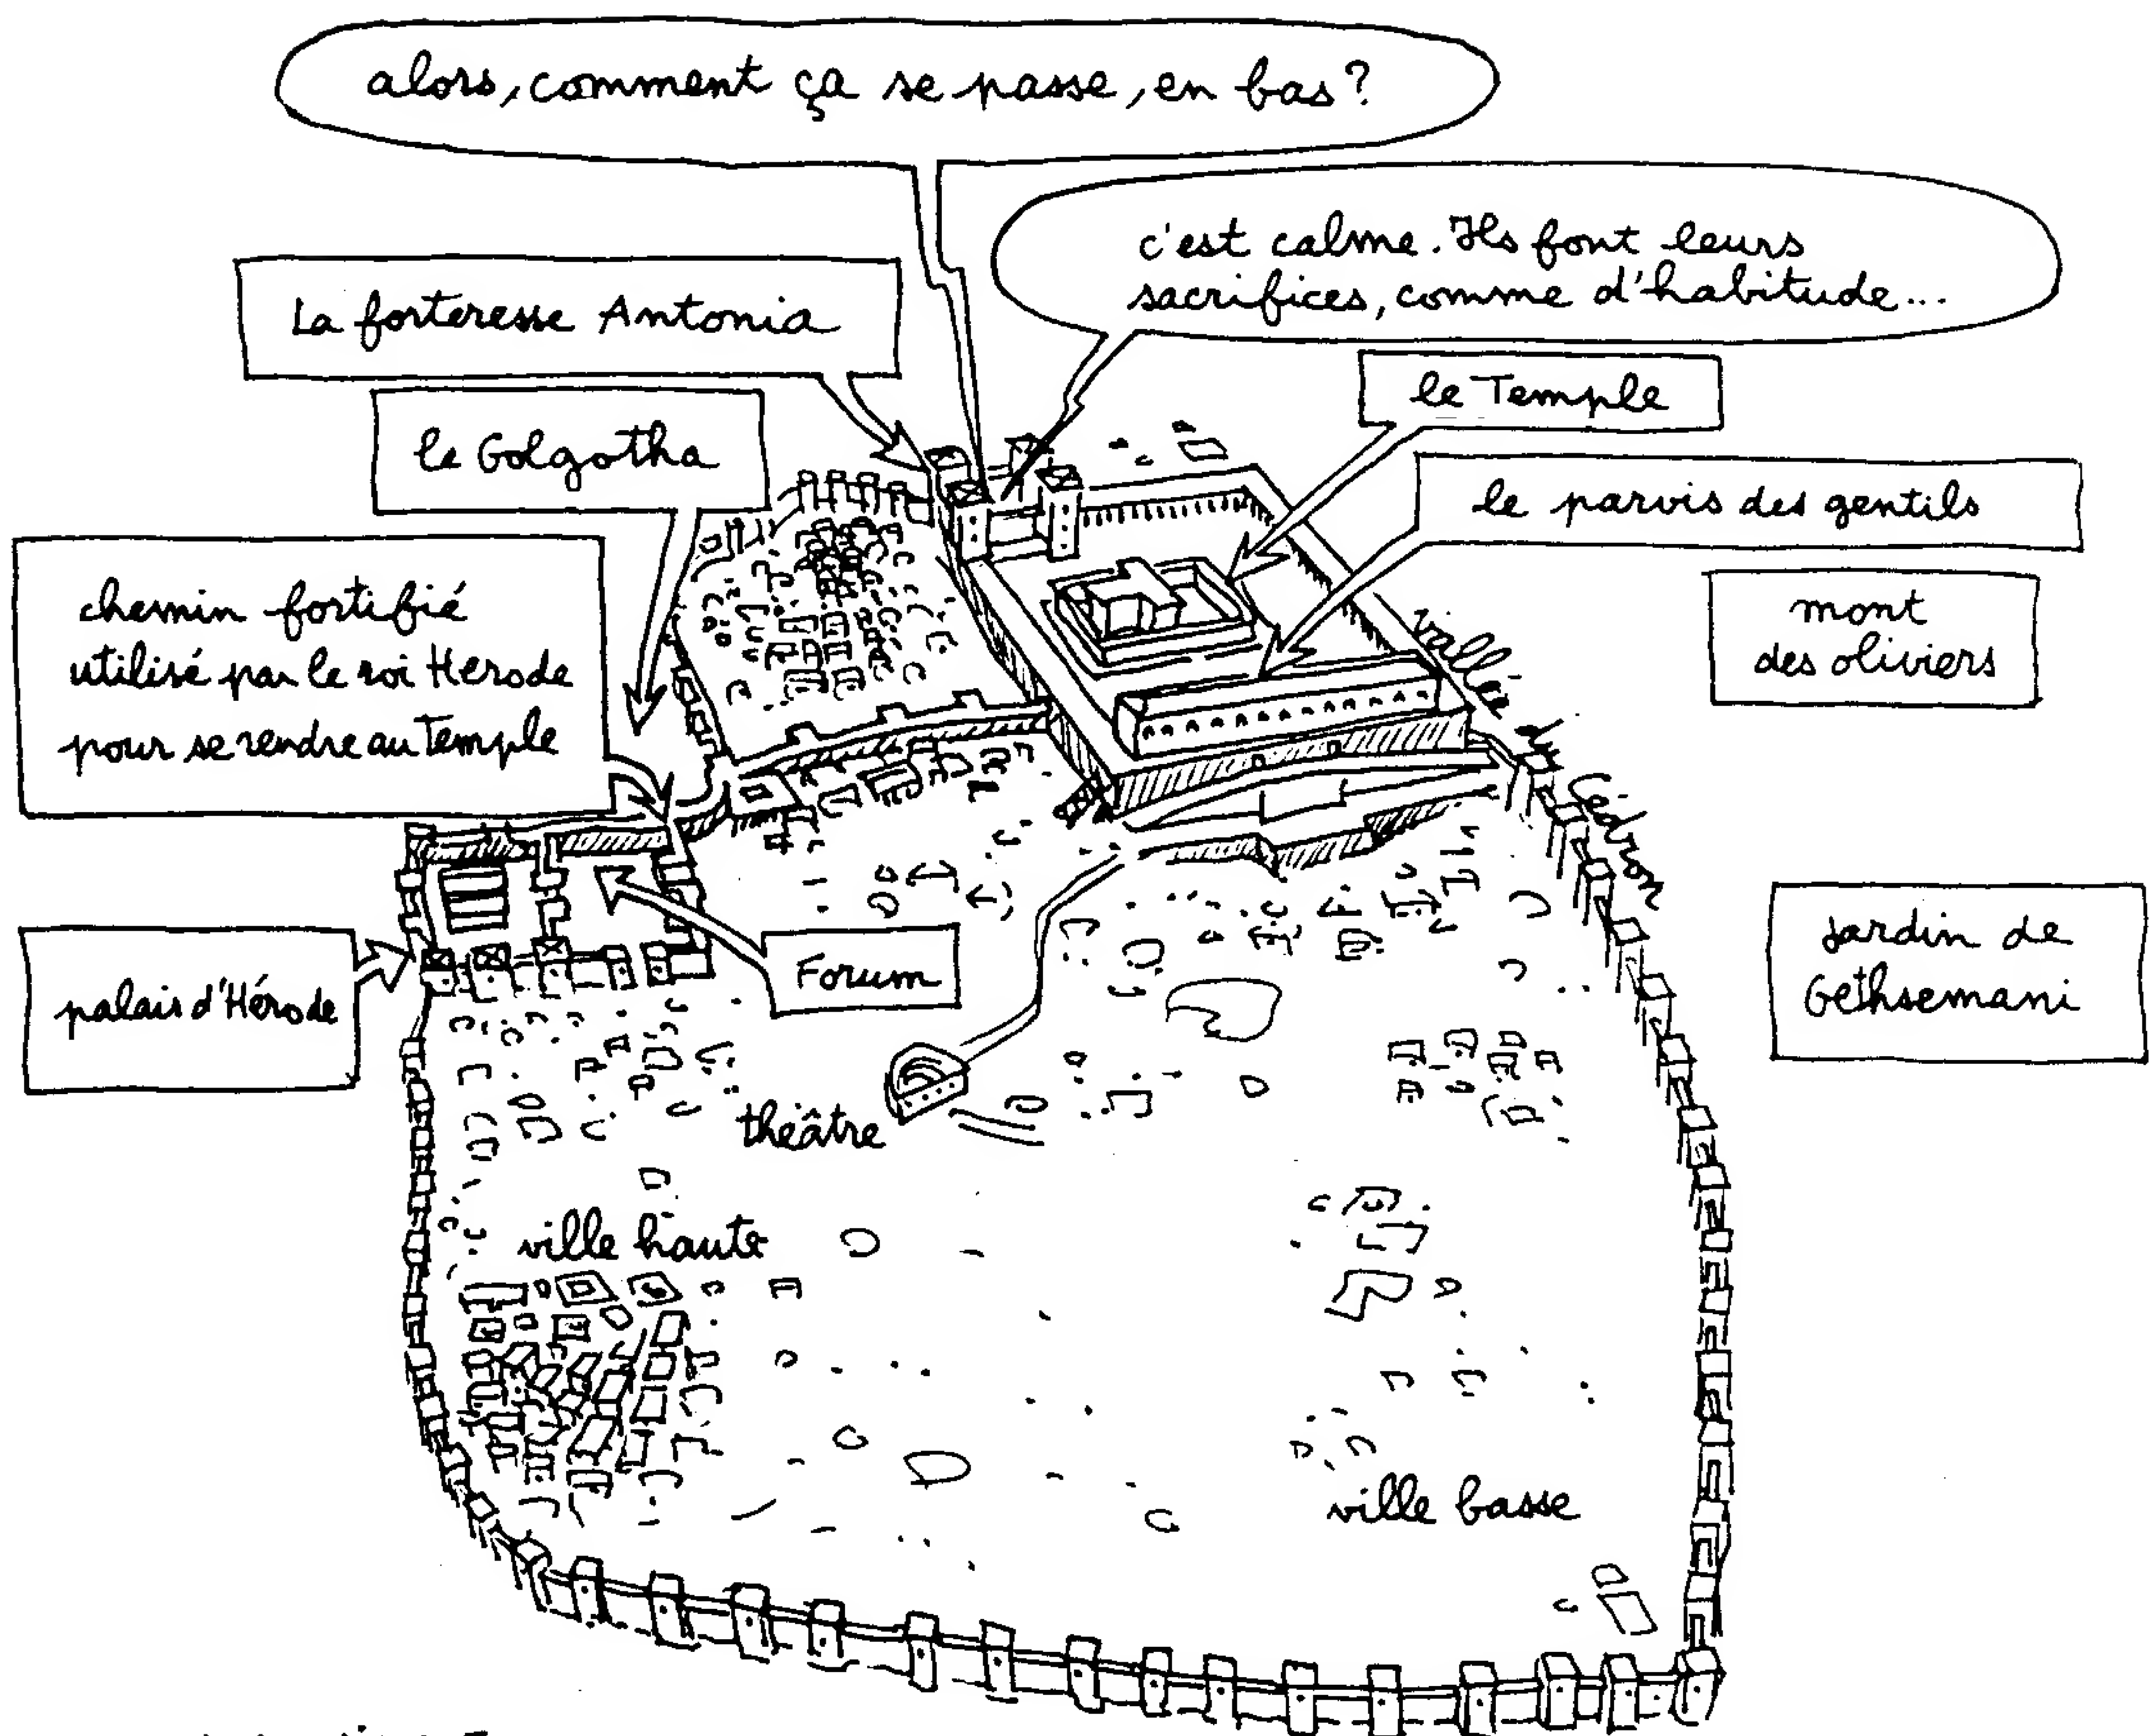 alors, comment ça se passe, en bas?
c'est calme. Ils font leurs
sacrifices, comme d'habitude...
La forteresse Antonia
le Temple
le Golgotha
le parvis des gentils
chemin fortifié
utilisé par le roi Herode
pour se rendre au Temple
mont
des oliviers
vallée du Cédron
jardin de
Gethsemani
palais d'Hérode
Forum
théâtre
ville haute
ville basse